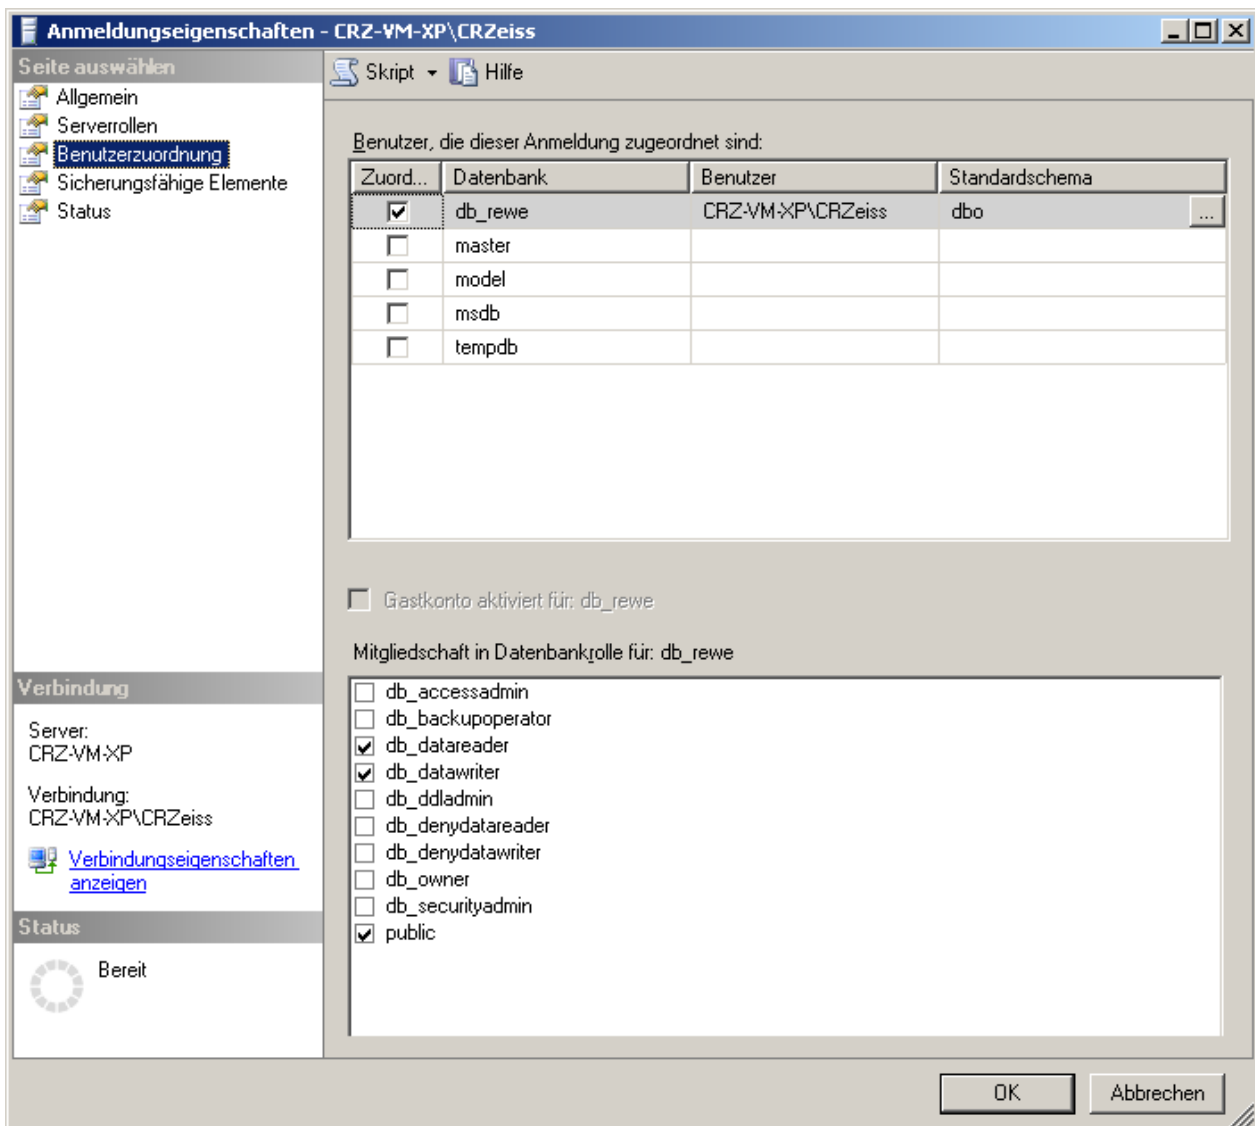 Anmeldungseigenschaften - CRZ-VM-XP\CRZeiss
Seite auswählen
Allgemein
Serverrollen
Benutzerzuordnung
Sicherungsfähige Elemente
Status
Skript
Hilfe
Benutzer, die dieser Anmeldung zugeordnet sind:
Zuord... Datenbank Benutzer Standardschema
db_rewe CRZ-VM-XP\CRZeiss dbo ...
master
model
msdb
tempdb
Gastkonto aktiviert für: db_rewe
Mitgliedschaft in Datenbankrolle für: db_rewe
db_accessadmin
db_backupoperator
db_datareader
db_datawriter
db_ddladmin
db_denydatareader
db_denydatawriter
db_owner
db_securityadmin
public
Verbindung
Server:
CRZ-VM-XP
Verbindung:
CRZ-VM-XP\CRZeiss
Verbindungseigenschaften
anzeigen
Status
Bereit
OK Abbrechen